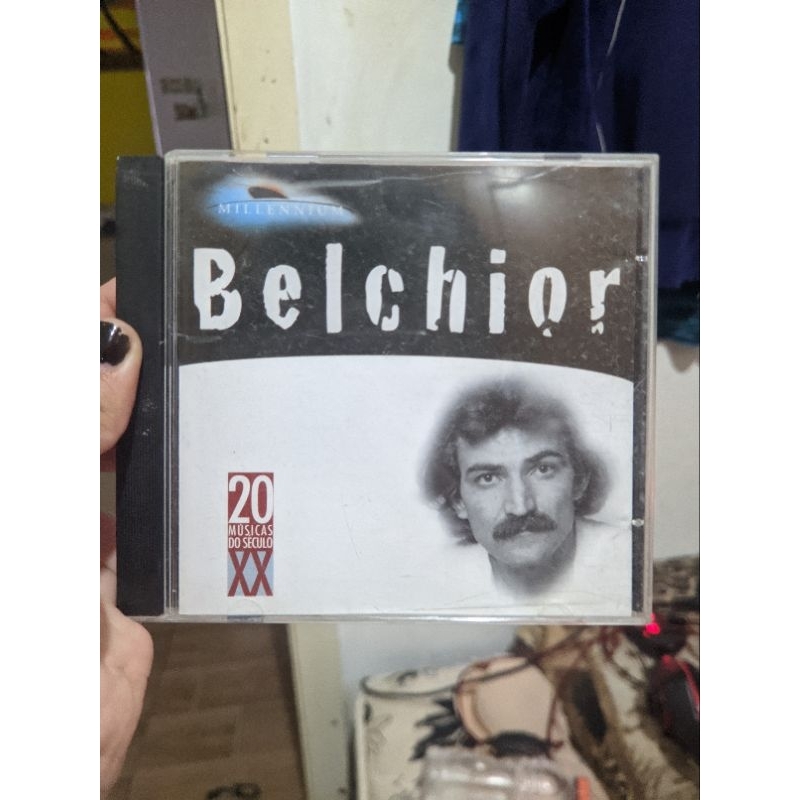 MILLENNIUM
Belchior
20
MÚSICAS
DO SÉCULO
XX